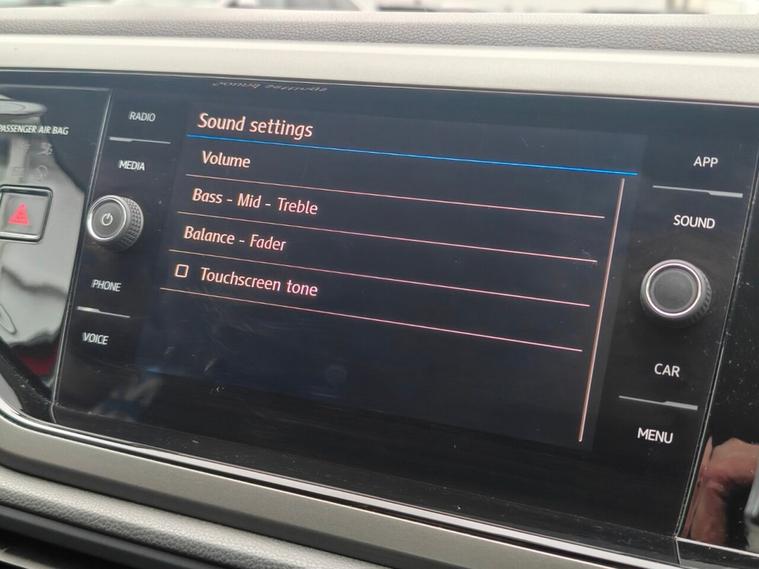 PASSENGER AIR BAG
RADIO
MEDIA
PHONE
VOICE
Sound settings
Volume
Bass - Mid - Treble
Balance - Fader
Touchscreen tone
APP
SOUND
CAR
MENU